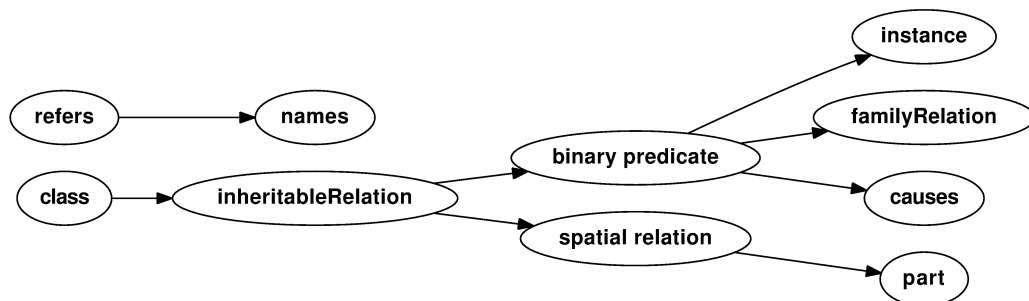 instance
refers
names
familyRelation
binary predicate
class
inheritableRelation
causes
spatial relation
part